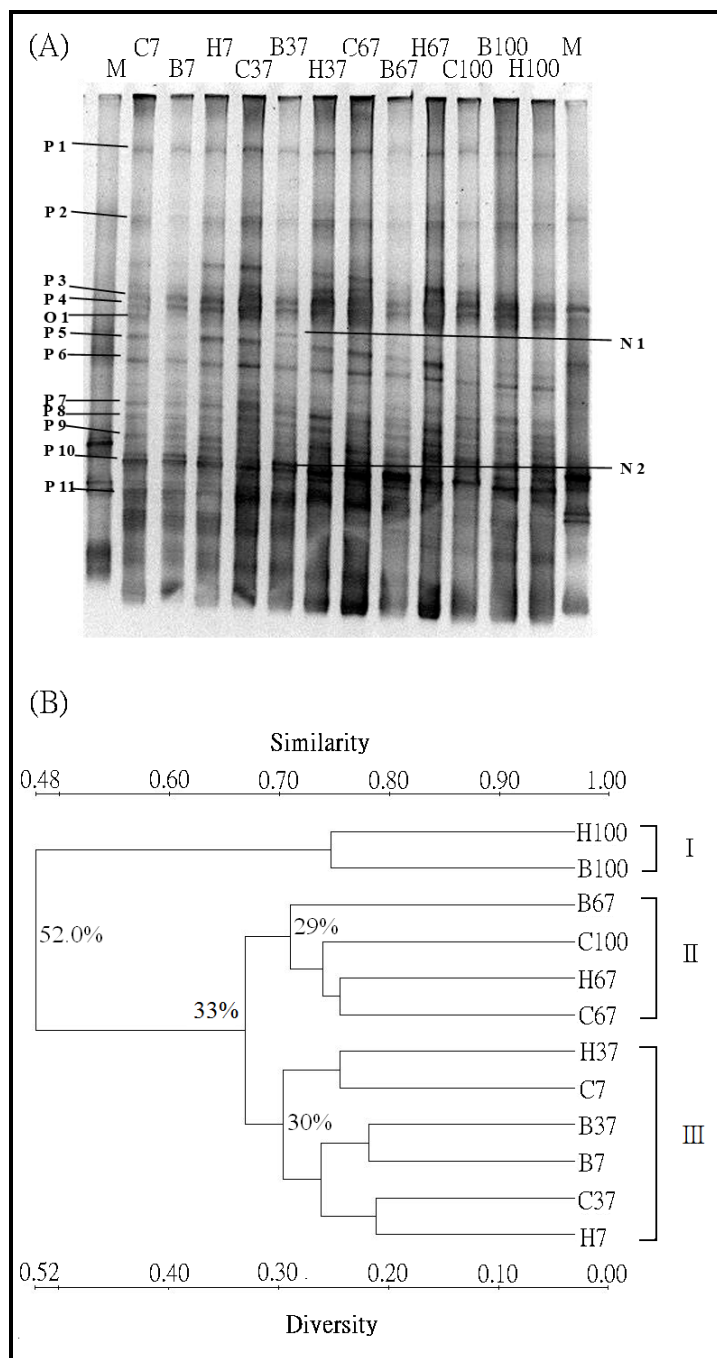 (A)
C7 H7 B37 C67 H67 B100 M
M B7 C37 H37 B67 C100 H100
P 1
P 2
P 3
P 4
O 1
P 5
N 1
P 6
P 7
P 8
P 9
P 10
N 2
P 11
(B)
Similarity
0.48 0.60 0.70 0.80 0.90 1.00
H100
I
B100
B67
29%
52.0%
C100
II
H67
33%
C67
H37
C7
30%
B37
III
B7
C37
H7
0.52 0.40 0.30 0.20 0.10 0.00
Diversity